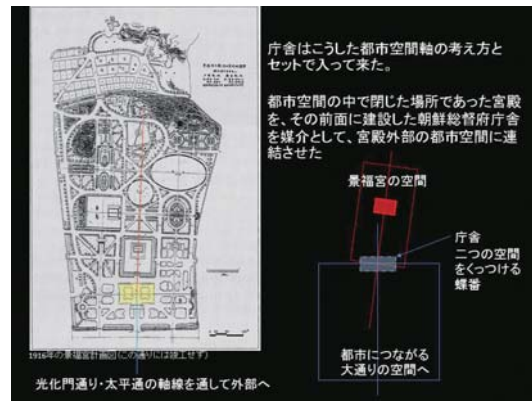 庁舎はこうした都市空間軸の考え方と
セットで入って来た。
都市空間の中で閉じた場所であった宮殿
を、その前面に建設した朝鮮総督府庁舎
を媒介として、宮殿外部の都市空間に連
結させた
景福宮の空間
庁舎
二つの空間
をくっつける
蝶番
都市につながる
大通りの空間へ
1916年の景福宮計画図(この通りには竣工せず)
光化門通り・太平通の軸線を通して外部へ